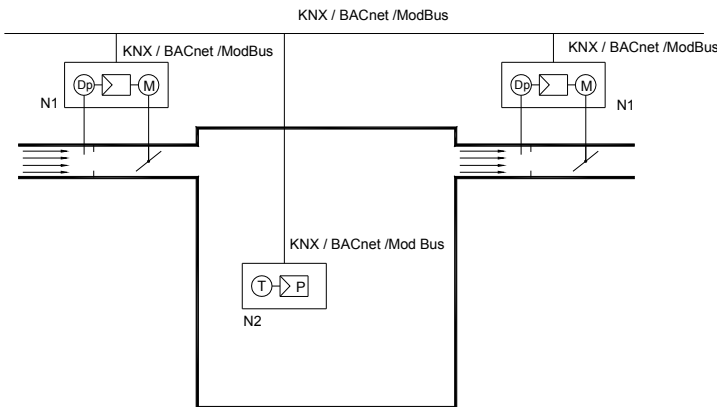 KNX / BACnet /ModBus
KNX / BACnet /ModBus
KNX / BACnet /ModBus
Dp
M
Dp
M
N1
N1
KNX / BACnet /Mod Bus
T
P
N2